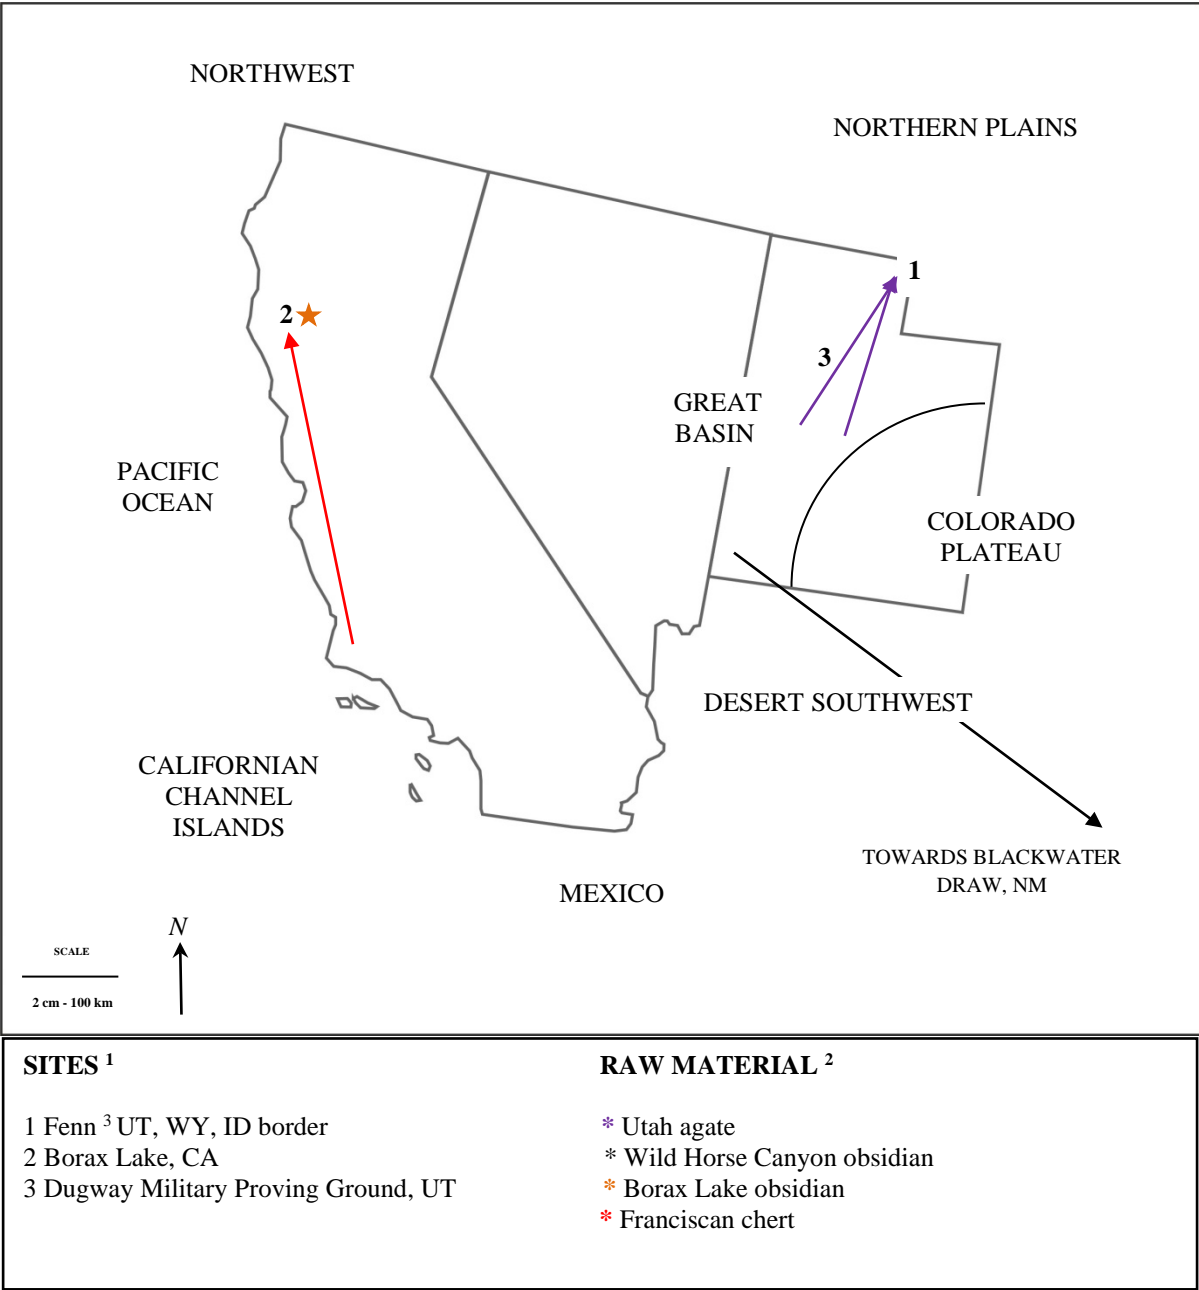 NORTHWEST
NORTHERN PLAINS
1
2
3
GREAT
BASIN
PACIFIC
OCEAN
COLORADO
PLATEAU
DESERT SOUTHWEST
CALIFORNIAN
CHANNEL
ISLANDS
TOWARDS BLACKWATER
DRAW, NM
MEXICO
N
SCALE
2 cm - 100 km
SITES ¹
1 Fenn ³ UT, WY, ID border
2 Borax Lake, CA
3 Dugway Military Proving Ground, UT
RAW MATERIAL ²
* Utah agate
* Wild Horse Canyon obsidian
* Borax Lake obsidian
* Franciscan chert